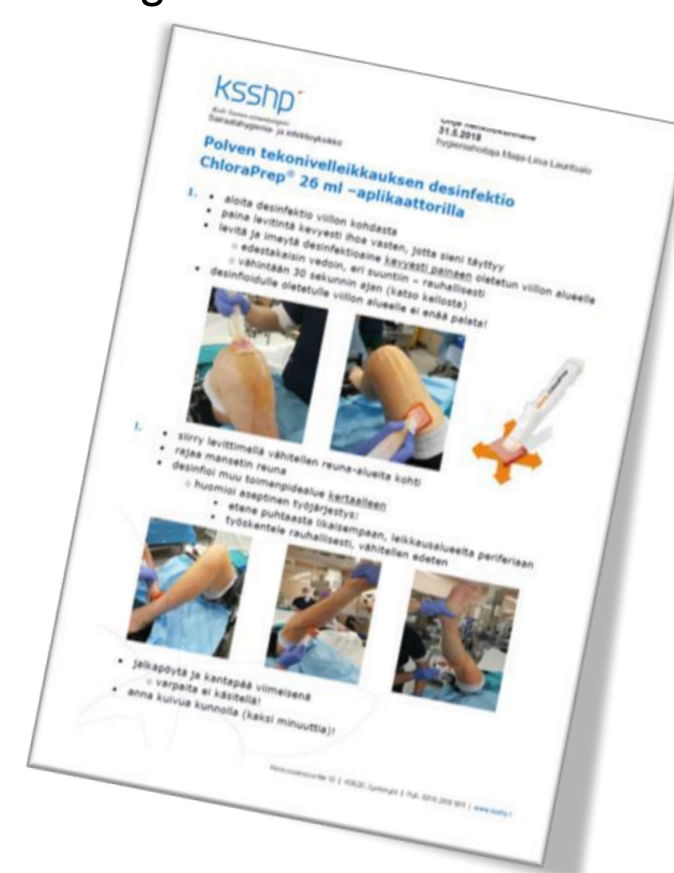 ksshp
Sairaalahygienia- ja infektioyksikkö
31.5.2018
hygieniahoitaja Maija-Liisa Lauritsalo
Polven tekonivelleikkauksen desinfektio
ChloraPrep® 26 ml –aplikaattorilla
1. • aloita desinfektio viillon kohdasta
• paina levitintä kevyesti ihoa vasten, jotta sieni täyttyy
• levitä ja imeytä desinfektioaine kevyesti painaen oletetun viillon alueelle
○ edestakaisin vedoin, eri suuntiin – rauhallisesti
○ vähintään 30 sekunnin ajan (katso kellosta)
• desinfioidulle oletetulle viillon alueelle ei enää palata!
• siirry levittimellä vähitellen reuna-alueita kohti
• rajaa mansetin reuna
• desinfioi muu toimenpidealue kertaalleen
○ huomioi aseptinen työjärjestys:
• etene puhtaasta likaisempaan, leikkausalueelta periferiaan
• työskentele rauhallisesti, vähitellen edeten
• jalkapöytä ja kantapää viimeisenä
○ varpaita ei käsitellä!
• anna kuivua kunnolla (kaksi minuuttia)!